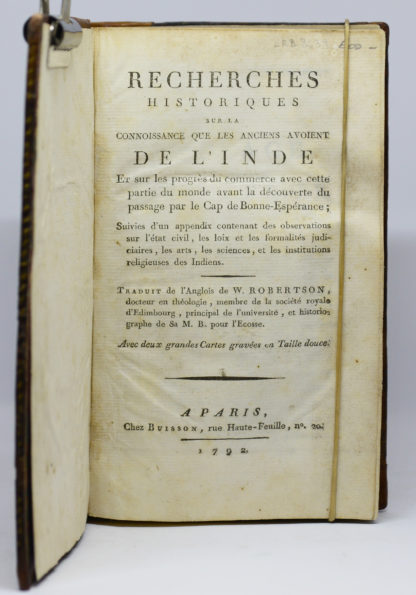 RECHERCHES
HISTORIQUES
SUR LA
CONNOISSANCE QUE LES ANCIENS AVOIENT
DE L'INDE
Et sur les progrès du commerce avec cette
partie du monde avant la découverte du
passage par le Cap de Bonne-Espérance ;
Suivies d'un appendix contenant des observations
sur l'état civil, les loix et les formalités judi-
ciaires, les arts, les sciences, et les institutions
religieuses des Indiens.
TRADUIT de l'Anglois de W. ROBERTSON,
docteur en théologie, membre de la société royale
d'Edimbourg, principal de l'université, et historio-
graphe de Sa M. B. pour l'Ecosse.
Avec deux grandes Cartes gravées en Taille douce.
A PARIS,
Chez BUISSON, rue Haute-Feuille, n°. 20.
1792.